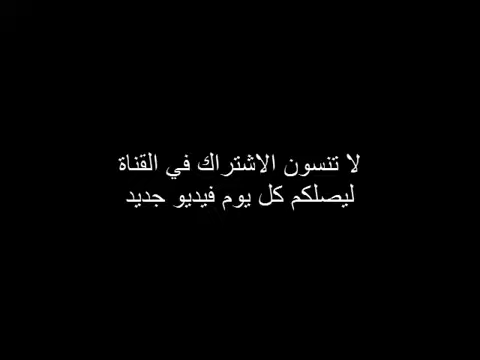 لا تنسون الاشتراك في القناة
ليصلكم كل يوم فيديو جديد